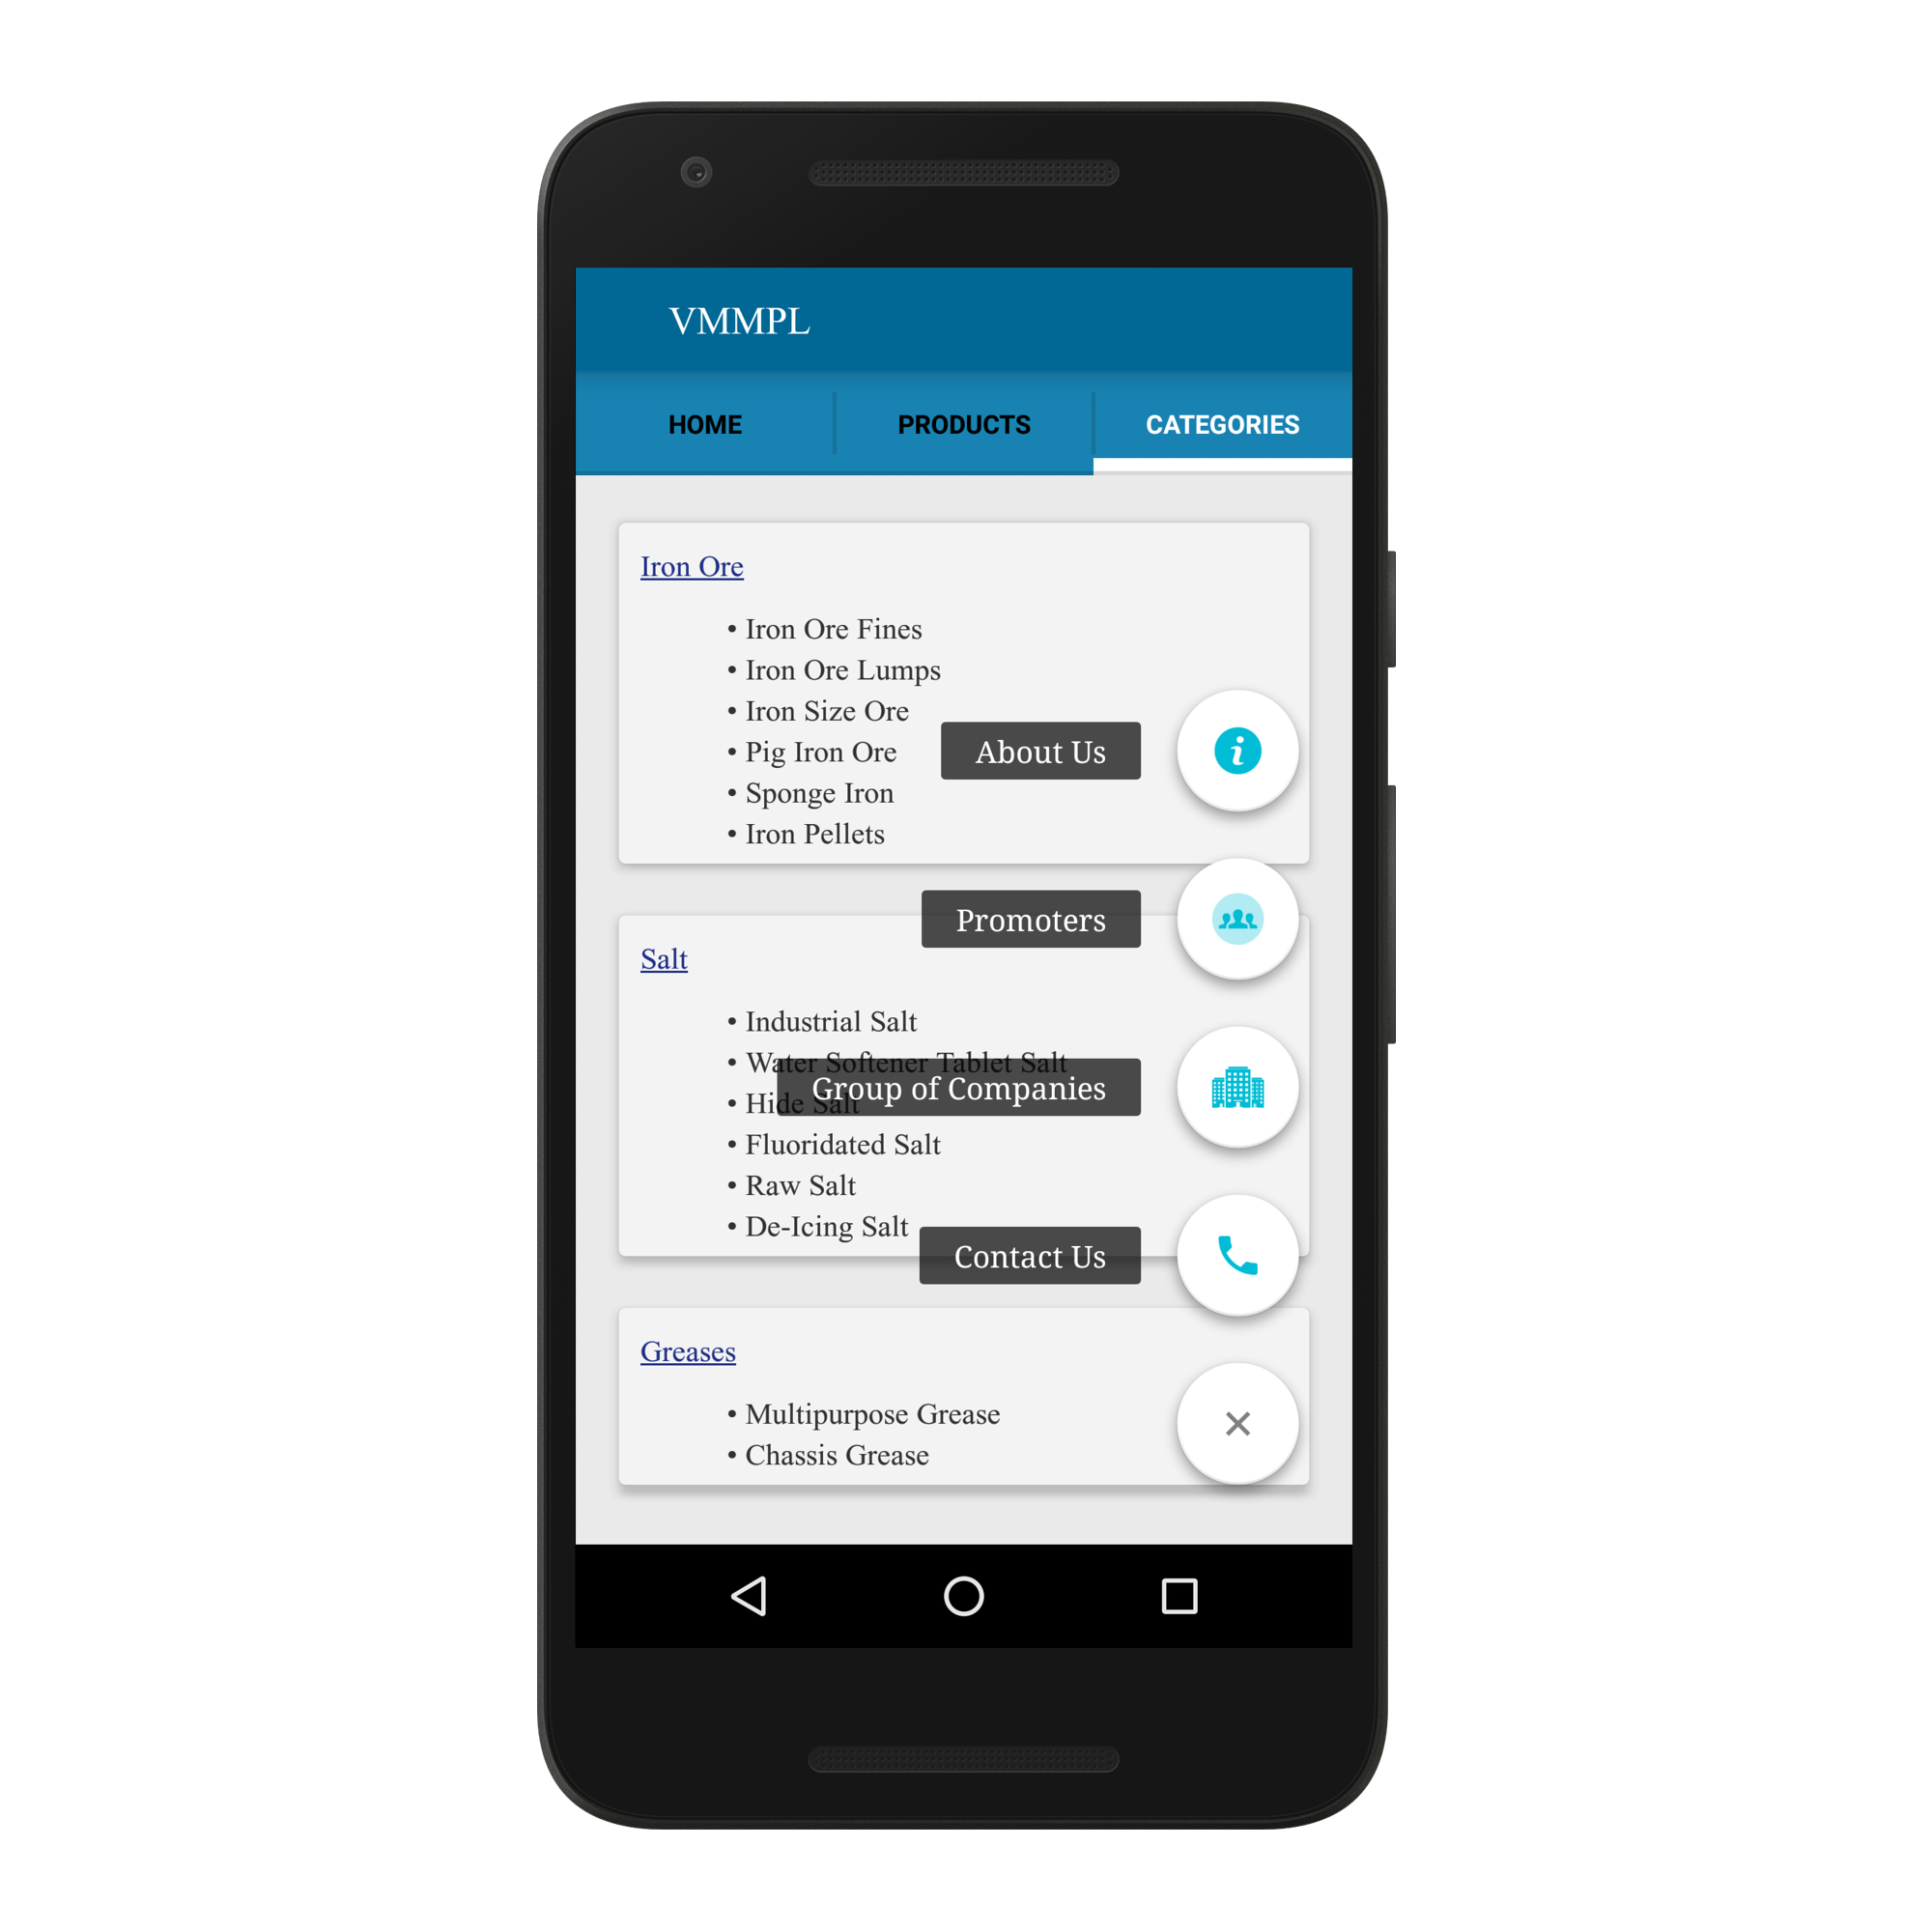 VMMPL
HOME
PRODUCTS
CATEGORIES
Iron Ore
• Iron Ore Fines
• Iron Ore Lumps
• Iron Size Ore
• Pig Iron Ore
• Sponge Iron
• Iron Pellets
About Us
Promoters
Salt
• Industrial Salt
• Water Softener Tablet Salt
• Hide Salt
Group of Companies
• Fluoridated Salt
• Raw Salt
• De-Icing Salt
Contact Us
Greases
• Multipurpose Grease
• Chassis Grease